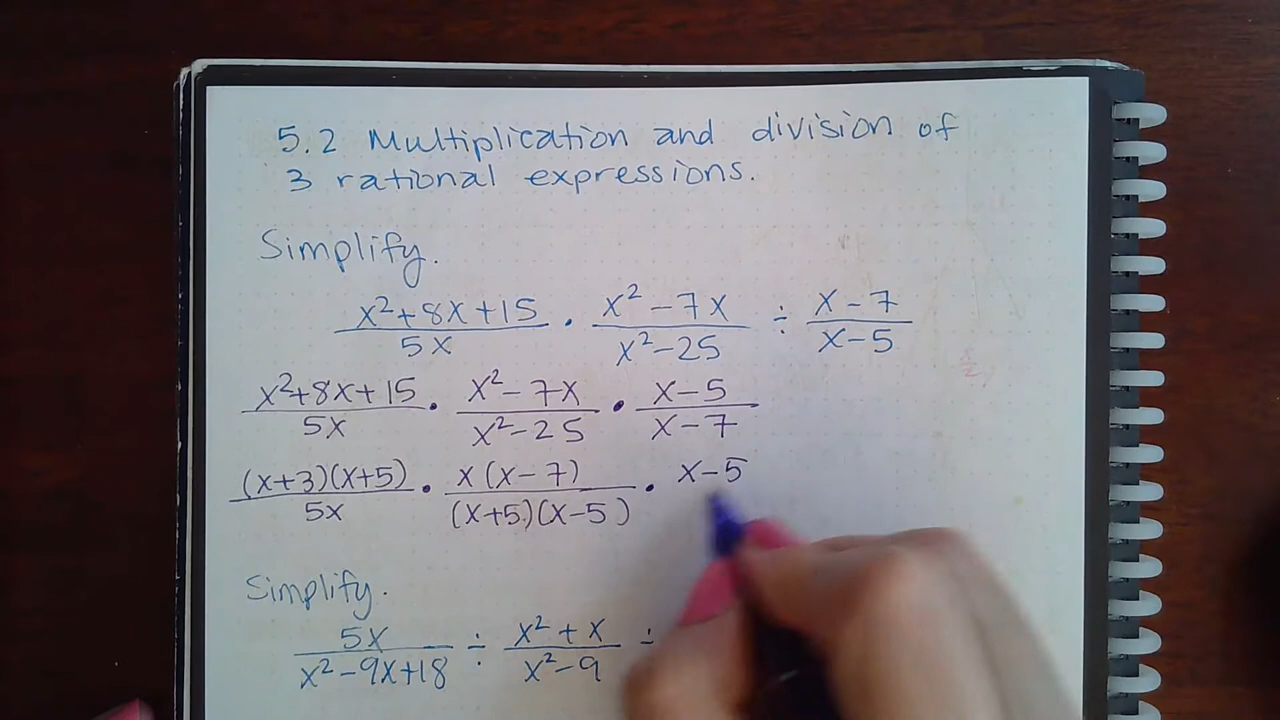 5.2 Multiplication and division of
3 rational expressions.
Simplify.
x²+8x+15/5x · x²-7x/x²-25 ÷ x-7/x-5
x²+8x+15/5x · x²-7x/x²-25 · x-5/x-7
(x+3)(x+5)/5x · x(x-7)/(x+5)(x-5) · x-5
Simplify.
5x/x²-9x+18 ÷ x²+x/x²-9 ÷